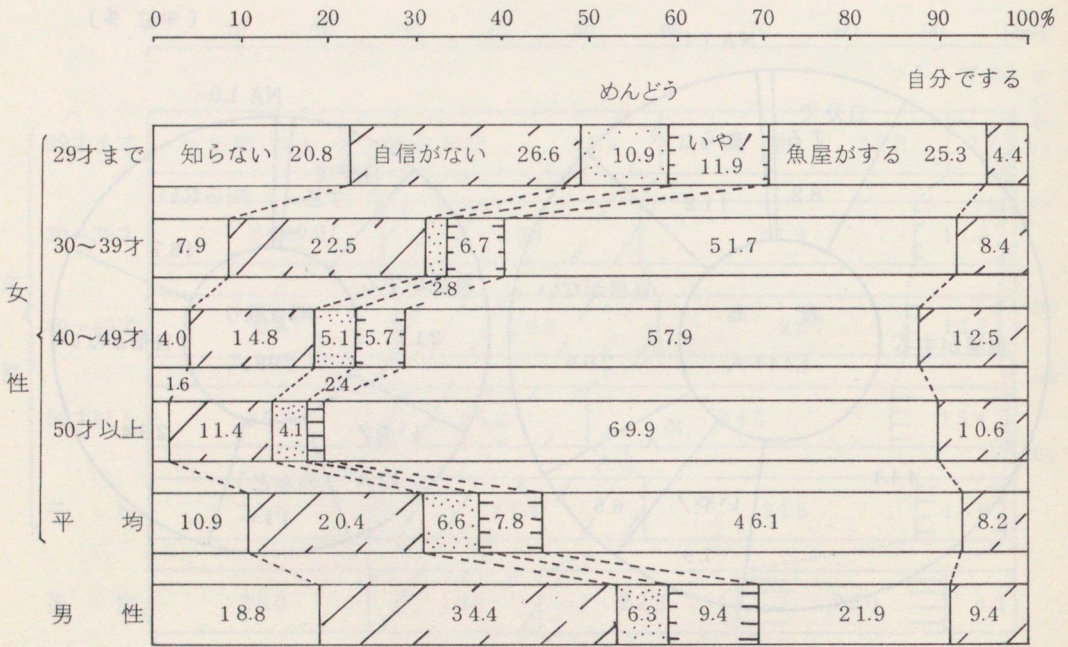 0 10 20 30 40 50 60 70 80 90 100%
めんどう 自分でする
29才まで 知らない 20.8 自信がない 26.6 10.9 いや! 11.9 魚屋がする 25.3 4.4
30〜39才 7.9 22.5 6.7 51.7 8.4
2.8
40〜49才 4.0 14.8 5.1 5.7 57.9 12.5
1.6 2.4
50才以上 11.4 4.1 69.9 10.6
平均 10.9 20.4 6.6 7.8 46.1 8.2
男性 18.8 34.4 6.3 9.4 21.9 9.4
女性